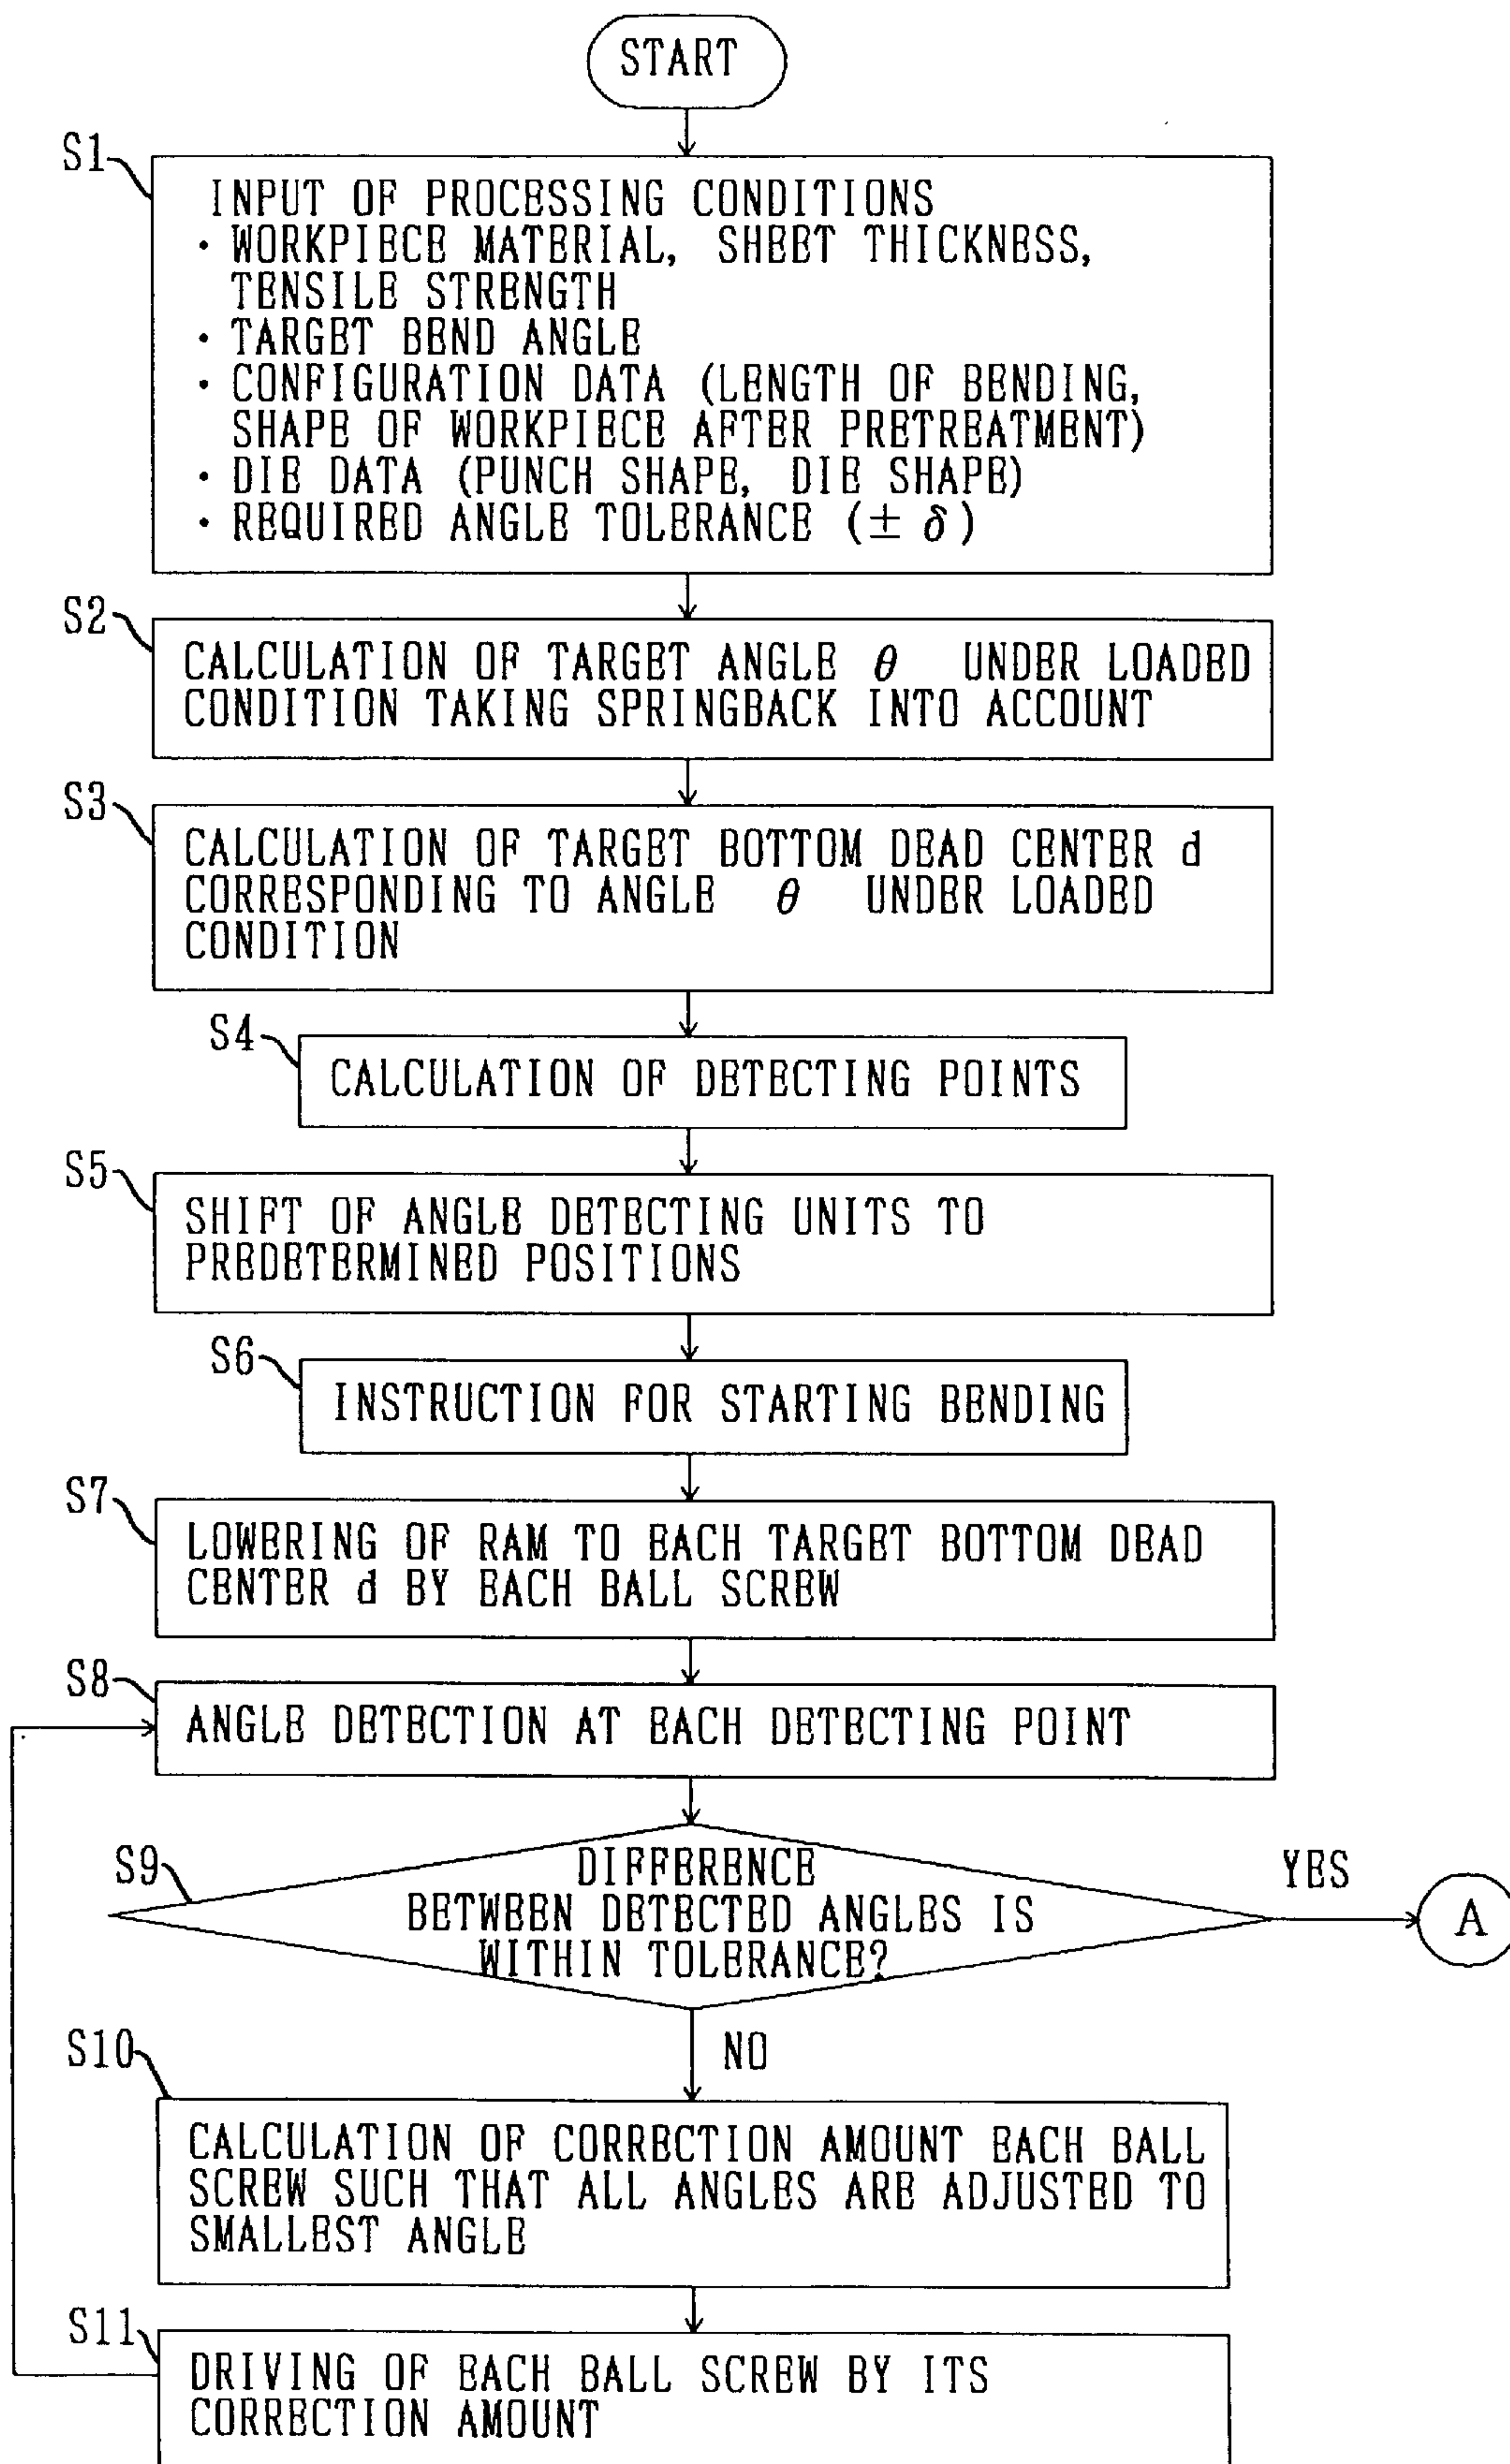 START
S1
INPUT OF PROCESSING CONDITIONS
· WORKPIECE MATERIAL, SHEET THICKNESS,
TENSILE STRENGTH
· TARGET BEND ANGLE
· CONFIGURATION DATA (LENGTH OF BENDING,
SHAPE OF WORKPIECE AFTER PRETREATMENT)
· DIE DATA (PUNCH SHAPE, DIE SHAPE)
· REQUIRED ANGLE TOLERANCE (± δ)
S2
CALCULATION OF TARGET ANGLE θ UNDER LOADED
CONDITION TAKING SPRINGBACK INTO ACCOUNT
S3
CALCULATION OF TARGET BOTTOM DEAD CENTER d
CORRESPONDING TO ANGLE θ UNDER LOADED
CONDITION
S4
CALCULATION OF DETECTING POINTS
S5
SHIFT OF ANGLE DETECTING UNITS TO
PREDETERMINED POSITIONS
S6
INSTRUCTION FOR STARTING BENDING
S7
LOWERING OF RAM TO EACH TARGET BOTTOM DEAD
CENTER d BY EACH BALL SCREW
S8
ANGLE DETECTION AT EACH DETECTING POINT
S9
DIFFERENCE
BETWEEN DETECTED ANGLES IS
WITHIN TOLERANCE?
YES
A
NO
S10
CALCULATION OF CORRECTION AMOUNT EACH BALL
SCREW SUCH THAT ALL ANGLES ARE ADJUSTED TO
SMALLEST ANGLE
S11
DRIVING OF EACH BALL SCREW BY ITS
CORRECTION AMOUNT